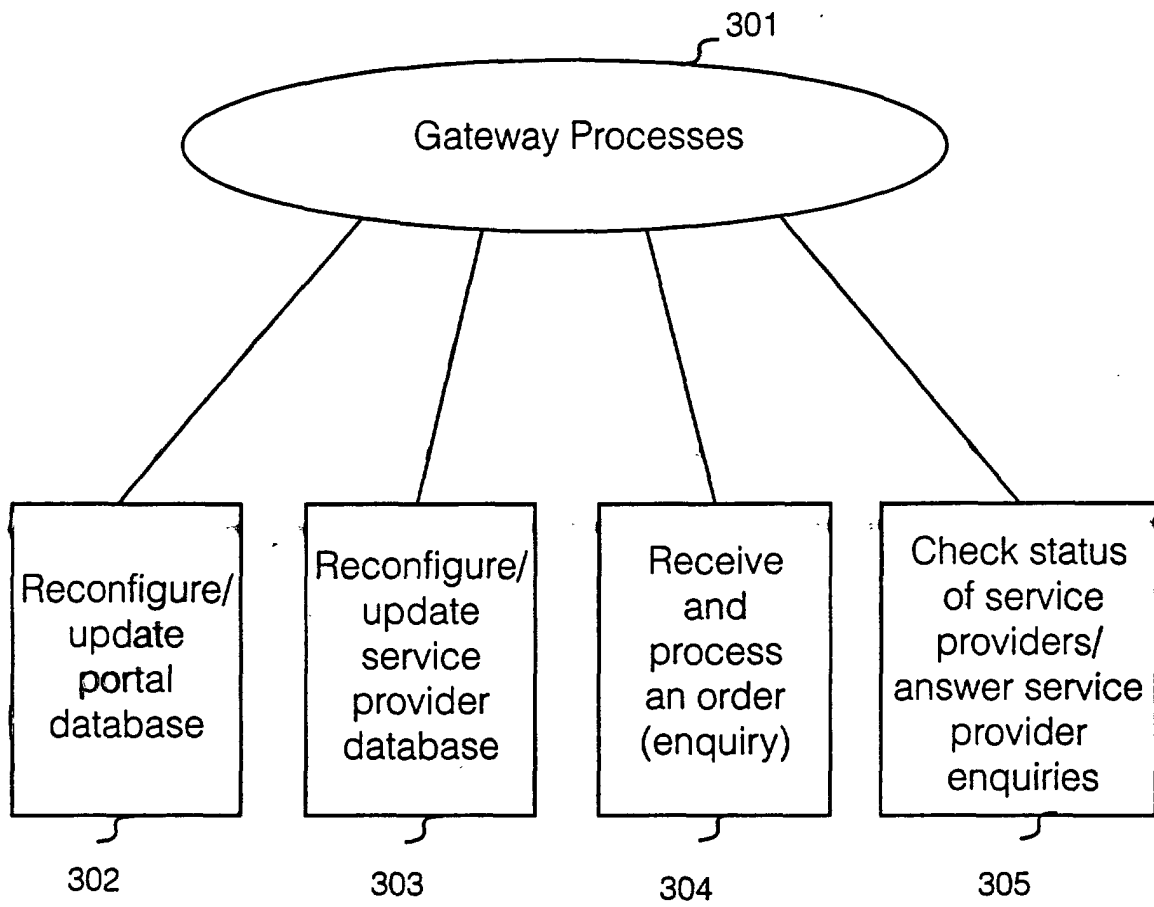 301
Gateway Processes
Reconfigure/
update
portal
database
Reconfigure/
update
service
provider
database
Receive
and
process
an order
(enquiry)
Check status
of service
providers/
answer service
provider
enquiries
302
303
304
305